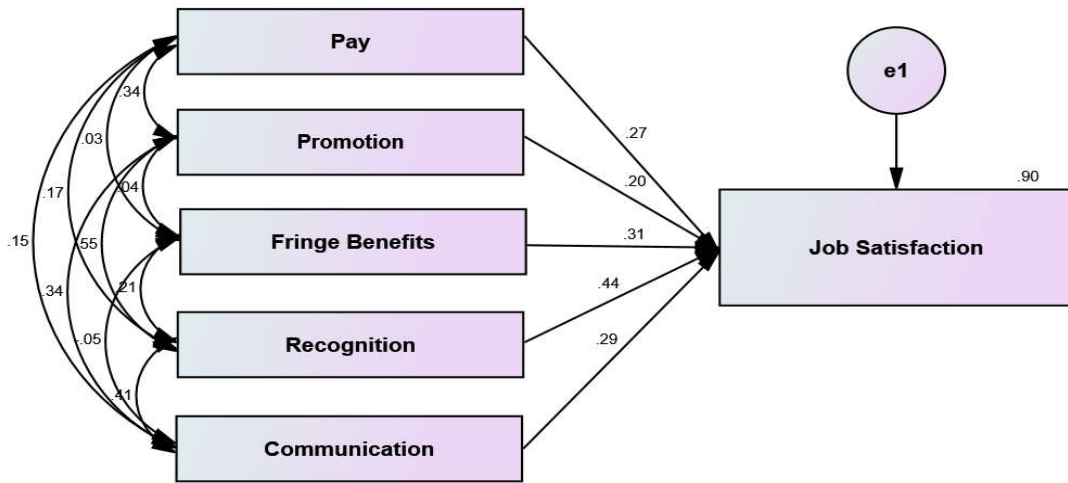 Pay
e1
.34
.27
.03
Promotion
.20
.90
.17
.04
.15
.55
Fringe Benefits
.31
Job Satisfaction
.34
.21
.44
-.05
Recognition
.29
.41
Communication